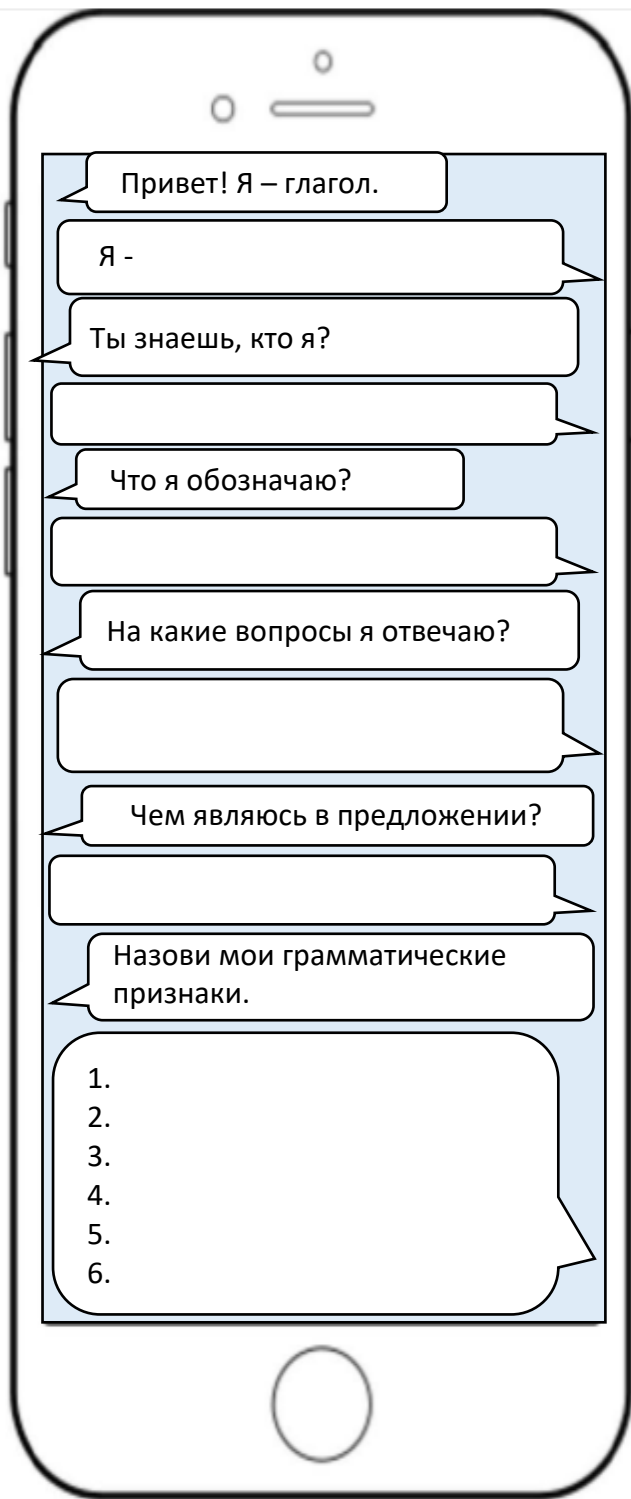 Привет! Я – глагол.
Я -
Ты знаешь, кто я?
Что я обозначаю?
На какие вопросы я отвечаю?
Чем являюсь в предложении?
Назови мои грамматические
признаки.
1.
2.
3.
4.
5.
6.